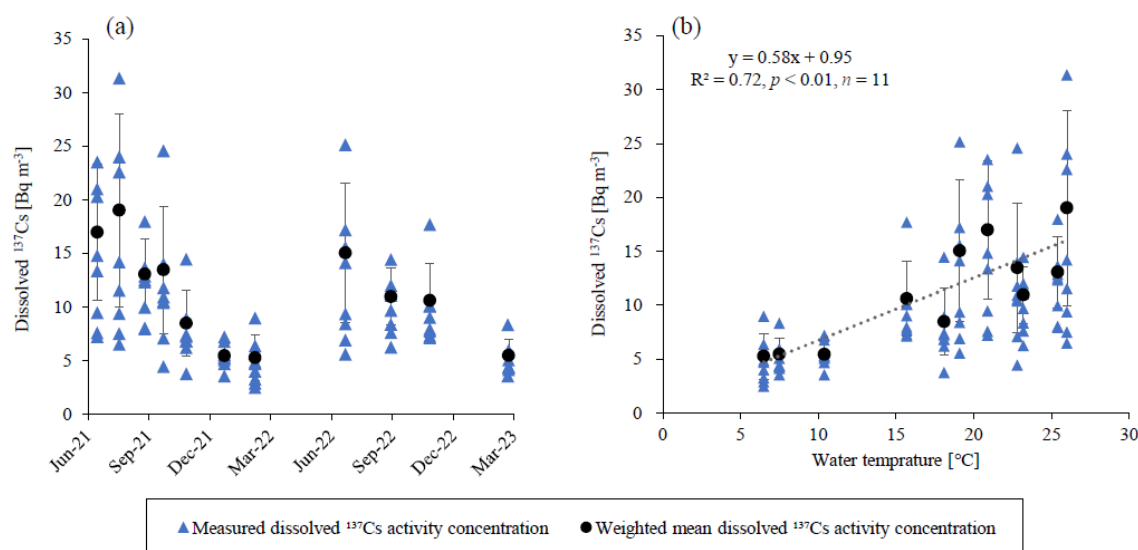 (a)
35
30
25
20
15
10
5
0
Dissolved ¹³⁷Cs [Bq m⁻³]
Jun-21
Sep-21
Dec-21
Mar-22
Jun-22
Sep-22
Dec-22
Mar-23
(b)
y = 0.58x + 0.95
R² = 0.72, p < 0.01, n = 11
35
30
25
20
15
10
5
0
Dissolved ¹³⁷Cs [Bq m⁻³]
0 5 10 15 20 25 30
Water temprature [°C]
Measured dissolved ¹³⁷Cs activity concentration
Weighted mean dissolved ¹³⁷Cs activity concentration